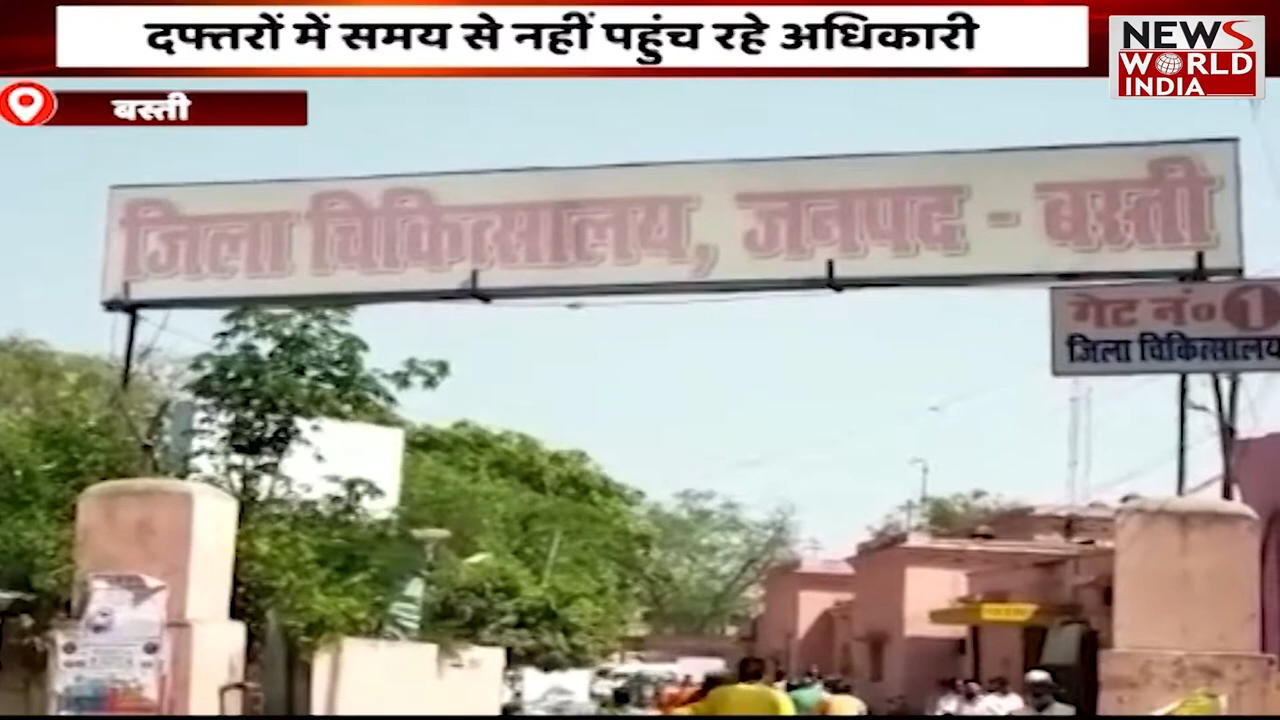 दफ्तरों में समय से नहीं पहुंच रहे अधिकारी
NEWS
WORLD
INDIA
बस्ती
जिला चिकित्सालय, जनपद - बस्ती
गेट नं० 1
जिला चिकित्सालय